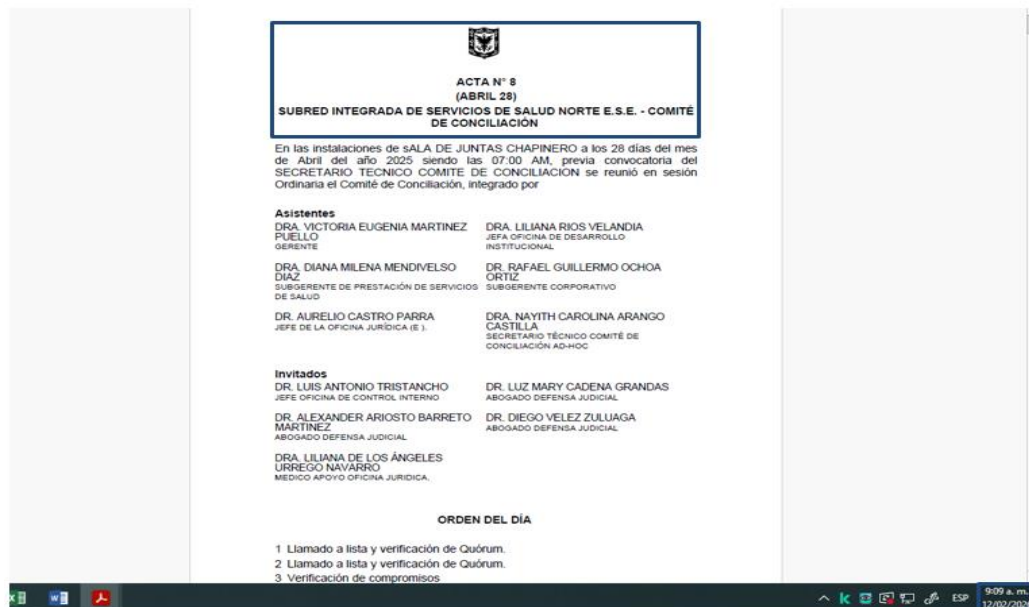 ACTA N° 8
(ABRIL 28)
SUBRED INTEGRADA DE SERVICIOS DE SALUD NORTE E.S.E. - COMITÉ
DE CONCILIACIÓN
En las instalaciones de sALA DE JUNTAS CHAPINERO a los 28 días del mes
de Abril del año 2025 siendo las 07:00 AM, previa convocatoria del
SECRETARIO TECNICO COMITE DE CONCILIACION se reunió en sesión
Ordinaria el Comité de Conciliación, integrado por
Asistentes
DRA. VICTORIA EUGENIA MARTINEZ
PUELLO
GERENTE
DRA. LILIANA RIOS VELANDIA
JEFA OFICINA DE DESARROLLO
INSTITUCIONAL
DRA. DIANA MILENA MENDIVELSO
DIAZ
SUBGERENTE DE PRESTACIÓN DE SERVICIOS
DE SALUD
DR. RAFAEL GUILLERMO OCHOA
ORTIZ
SUBGERENTE CORPORATIVO
DR. AURELIO CASTRO PARRA
JEFE DE LA OFICINA JURÍDICA (E ).
DRA. NAYITH CAROLINA ARANGO
CASTILLA
SECRETARIO TÉCNICO COMITÉ DE
CONCILIACIÓN AD-HOC
Invitados
DR. LUIS ANTONIO TRISTANCHO
JEFE OFICINA DE CONTROL INTERNO
DR. LUZ MARY CADENA GRANDAS
ABOGADO DEFENSA JUDICIAL
DR. ALEXANDER ARIOSTO BARRETO
MARTINEZ
ABOGADO DEFENSA JUDICIAL
DR. DIEGO VELEZ ZULUAGA
ABOGADO DEFENSA JUDICIAL
DRA. LILIANA DE LOS ÁNGELES
URREGO NAVARRO
MEDICO APOYO OFICINA JURIDICA.
ORDEN DEL DÍA
1 Llamado a lista y verificación de Quórum.
2 Llamado a lista y verificación de Quórum.
3 Verificación de compromisos
ESP
9:09 a. m.